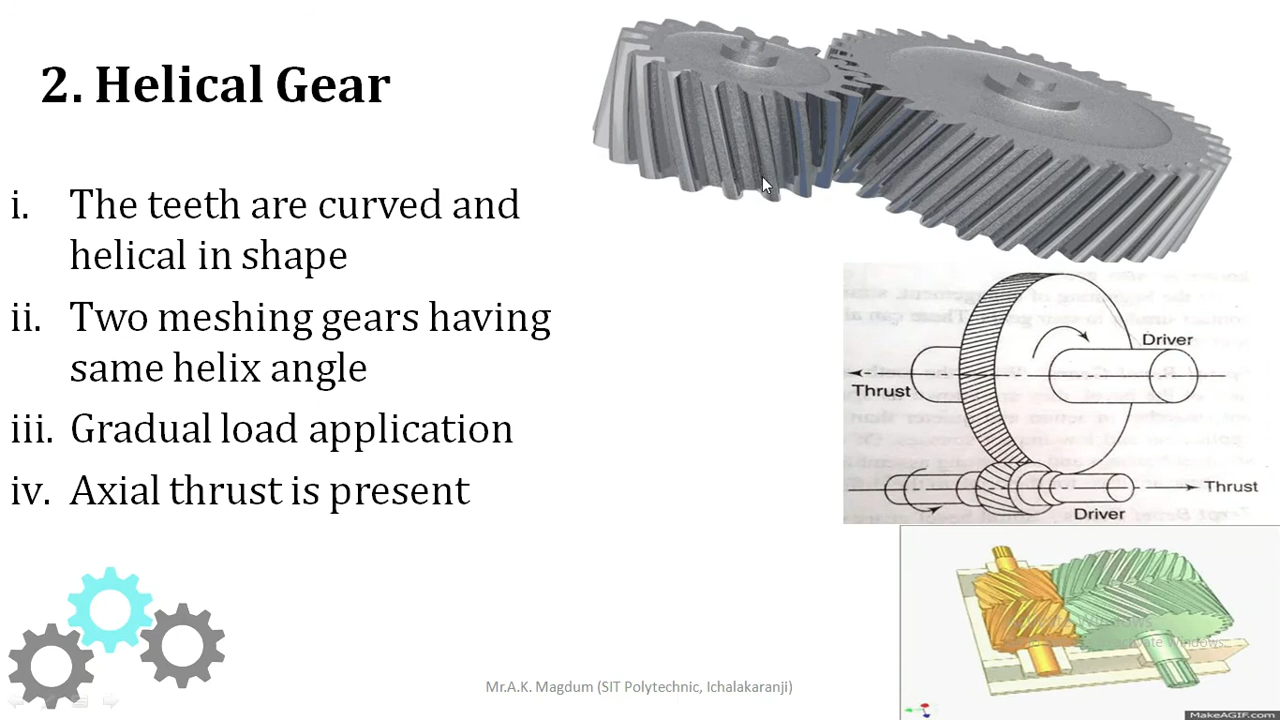 2. Helical Gear
i. The teeth are curved and
helical in shape
ii. Two meshing gears having
same helix angle
iii. Gradual load application
iv. Axial thrust is present
Driver
Thrust
Thrust
Driver
Mr.A.K. Magdum (SIT Polytechnic, Ichalakaranji)
MakeAGIF.com